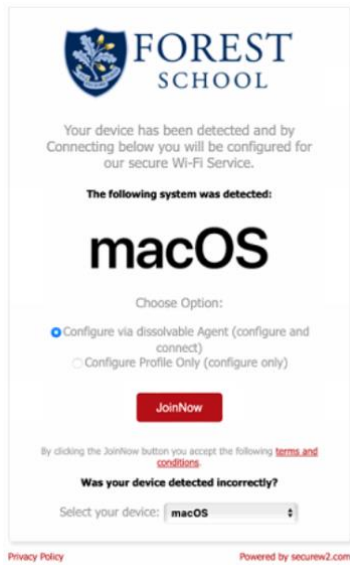 FOREST
SCHOOL
Your device has been detected and by
Connecting below you will be configured for
our secure Wi-Fi Service.
The following system was detected:
macOS
Choose Option:
Configure via dissolvable Agent (configure and
connect)
Configure Profile Only (configure only)
JoinNow
By clicking the JoinNow button you accept the following terms and
conditions.
Was your device detected incorrectly?
Select your device: macOS
Privacy Policy Powered by securew2.com